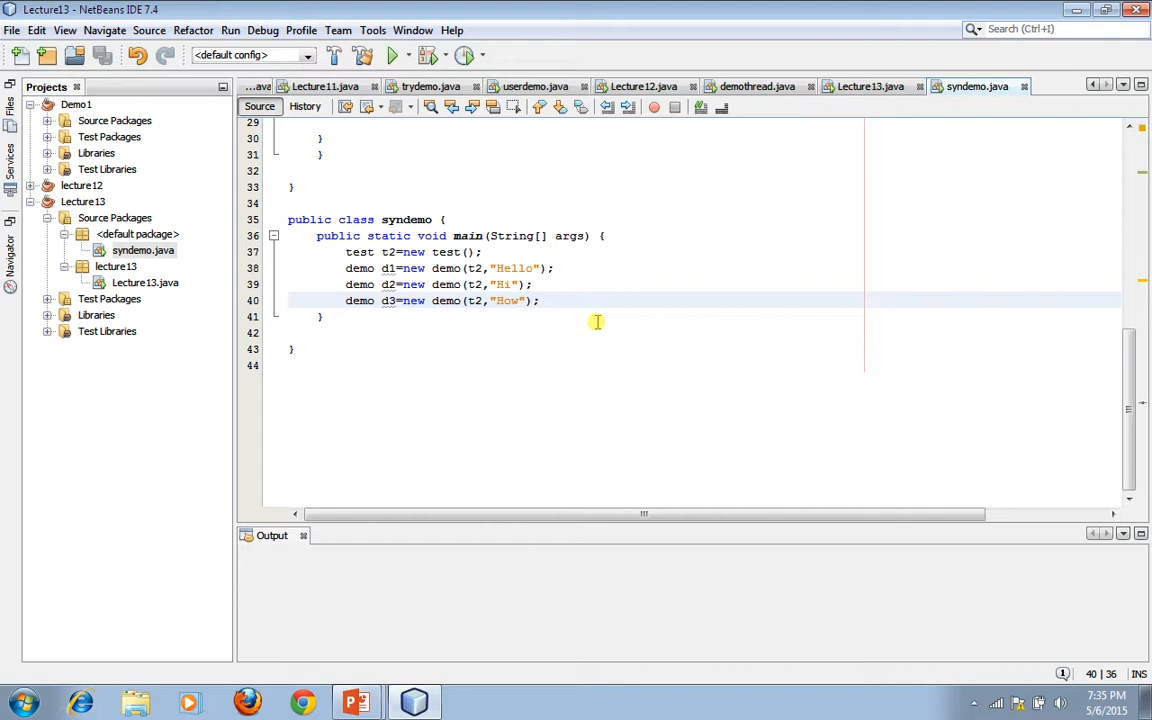 Lecture13 - NetBeans IDE 7.4
File Edit View Navigate Source Refactor Run Debug Profile Team Tools Window Help
Search (Ctrl+I)
<default config>
Projects
...ava Lecture11.java trydemo.java userdemo.java Lecture12.java demothread.java Lecture13.java syndemo.java
Source History
Files
Services
Navigator
Demo1
Source Packages
Test Packages
Libraries
Test Libraries
lecture12
Lecture13
Source Packages
<default package>
syndemo.java
lecture13
Lecture13.java
Test Packages
Libraries
Test Libraries
29
30 }
31 }
32
33 }
34
35 public class syndemo {
36 public static void main(String[] args) {
37 test t2=new test();
38 demo d1=new demo(t2,"Hello");
39 demo d2=new demo(t2,"Hi");
40 demo d3=new demo(t2,"How");
41 }
42
43 }
44
Output
1 40 | 36 INS
7:35 PM
5/6/2015